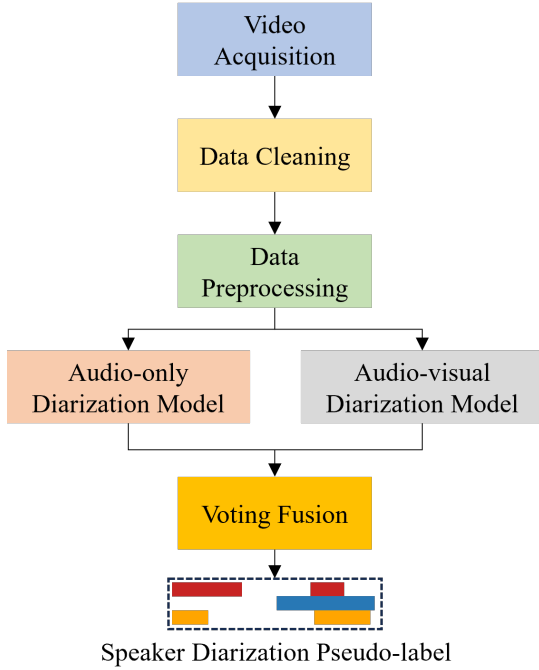 Video
Acquisition
Data Cleaning
Data
Preprocessing
Audio-only
Diarization Model
Audio-visual
Diarization Model
Voting Fusion
Speaker Diarization Pseudo-label